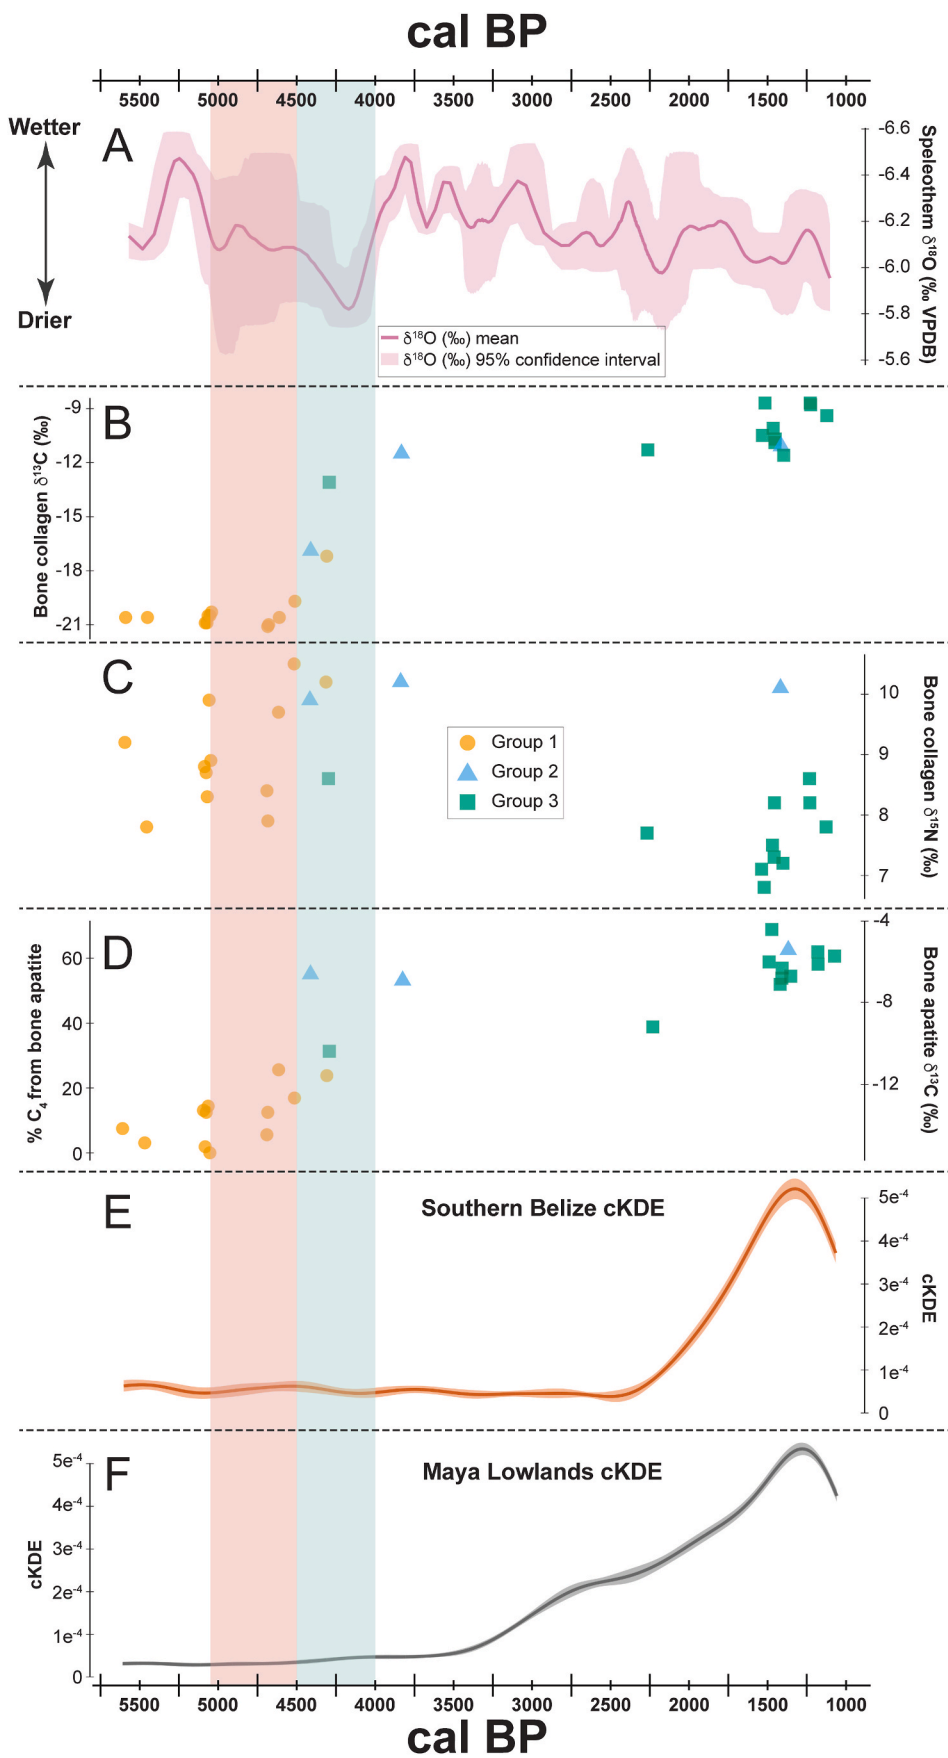 cal BP
5500 5000 4500 4000 3500 3000 2500 2000 1500 1000
Wetter
Drier
A
-6.6
-6.4
-6.2
-6.0
-5.8
-5.6
Speleothem δ¹⁸O (‰ VPDB)
δ¹⁸O (‰) mean
δ¹⁸O (‰) 95% confidence interval
B
Bone collagen δ¹³C (‰)
-9
-12
-15
-18
-21
C
10
9
8
7
Bone collagen δ¹⁵N (‰)
Group 1
Group 2
Group 3
D
% C₄ from bone apatite
60
40
20
0
-4
-8
-12
Bone apatite δ¹³C (‰)
E
Southern Belize cKDE
5e⁻⁴
4e⁻⁴
3e⁻⁴
2e⁻⁴
1e⁻⁴
0
cKDE
F
Maya Lowlands cKDE
cKDE
5e⁻⁴
4e⁻⁴
3e⁻⁴
2e⁻⁴
1e⁻⁴
0
5500 5000 4500 4000 3500 3000 2500 2000 1500 1000
cal BP